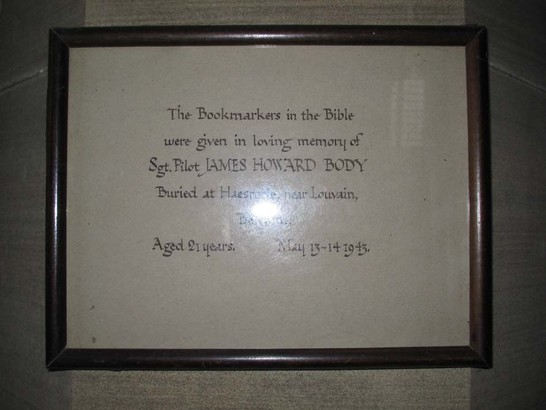 The Bookmarkers in the Bible
were given in loving memory of
Sgt. Pilot JAMES HOWARD BODY
Buried at near Louvain,
Aged 21 years. May 13-14 1943.